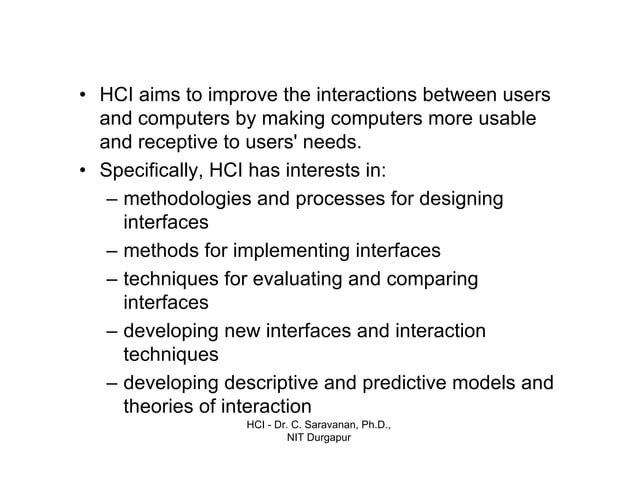 • HCI aims to improve the interactions between users
and computers by making computers more usable
and receptive to users' needs.
• Specifically, HCI has interests in:
– methodologies and processes for designing
interfaces
– methods for implementing interfaces
– techniques for evaluating and comparing
interfaces
– developing new interfaces and interaction
techniques
– developing descriptive and predictive models and
theories of interaction
HCI - Dr. C. Saravanan, Ph.D.,
NIT Durgapur